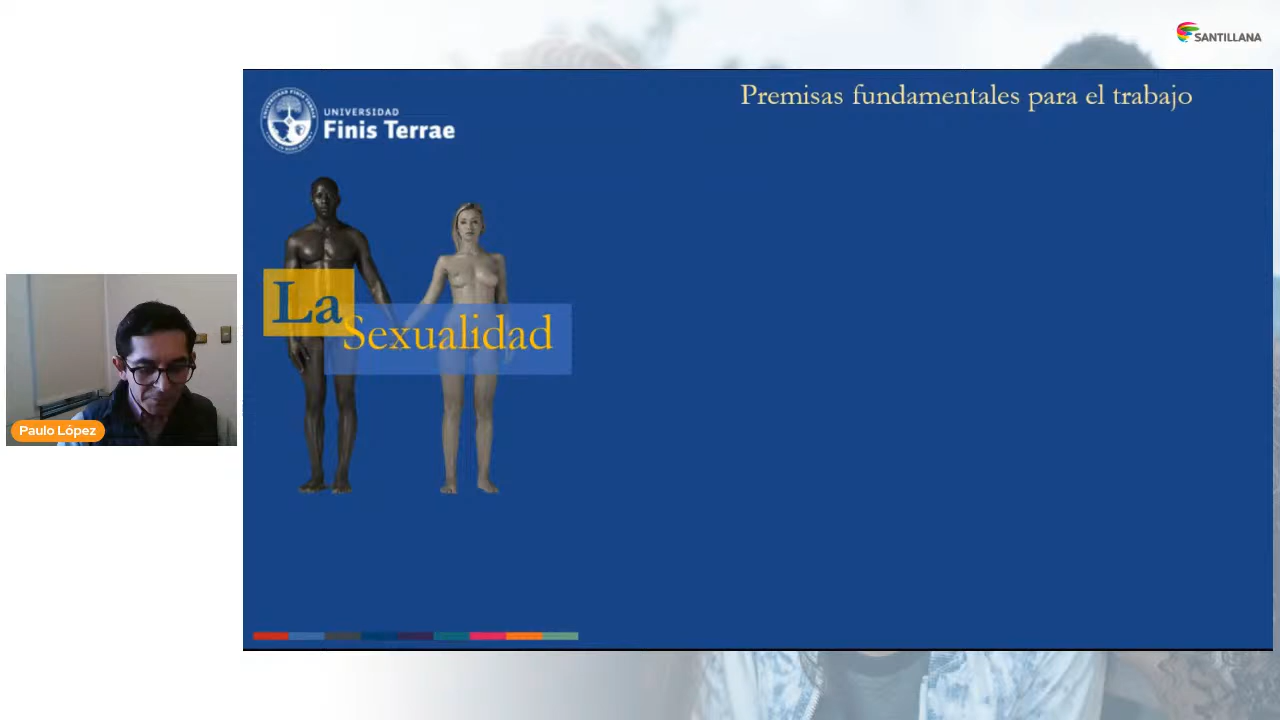 SANTILLANA
Premisas fundamentales para el trabajo
UNIVERSIDAD
Finis Terrae
La
Sexualidad
Paulo López